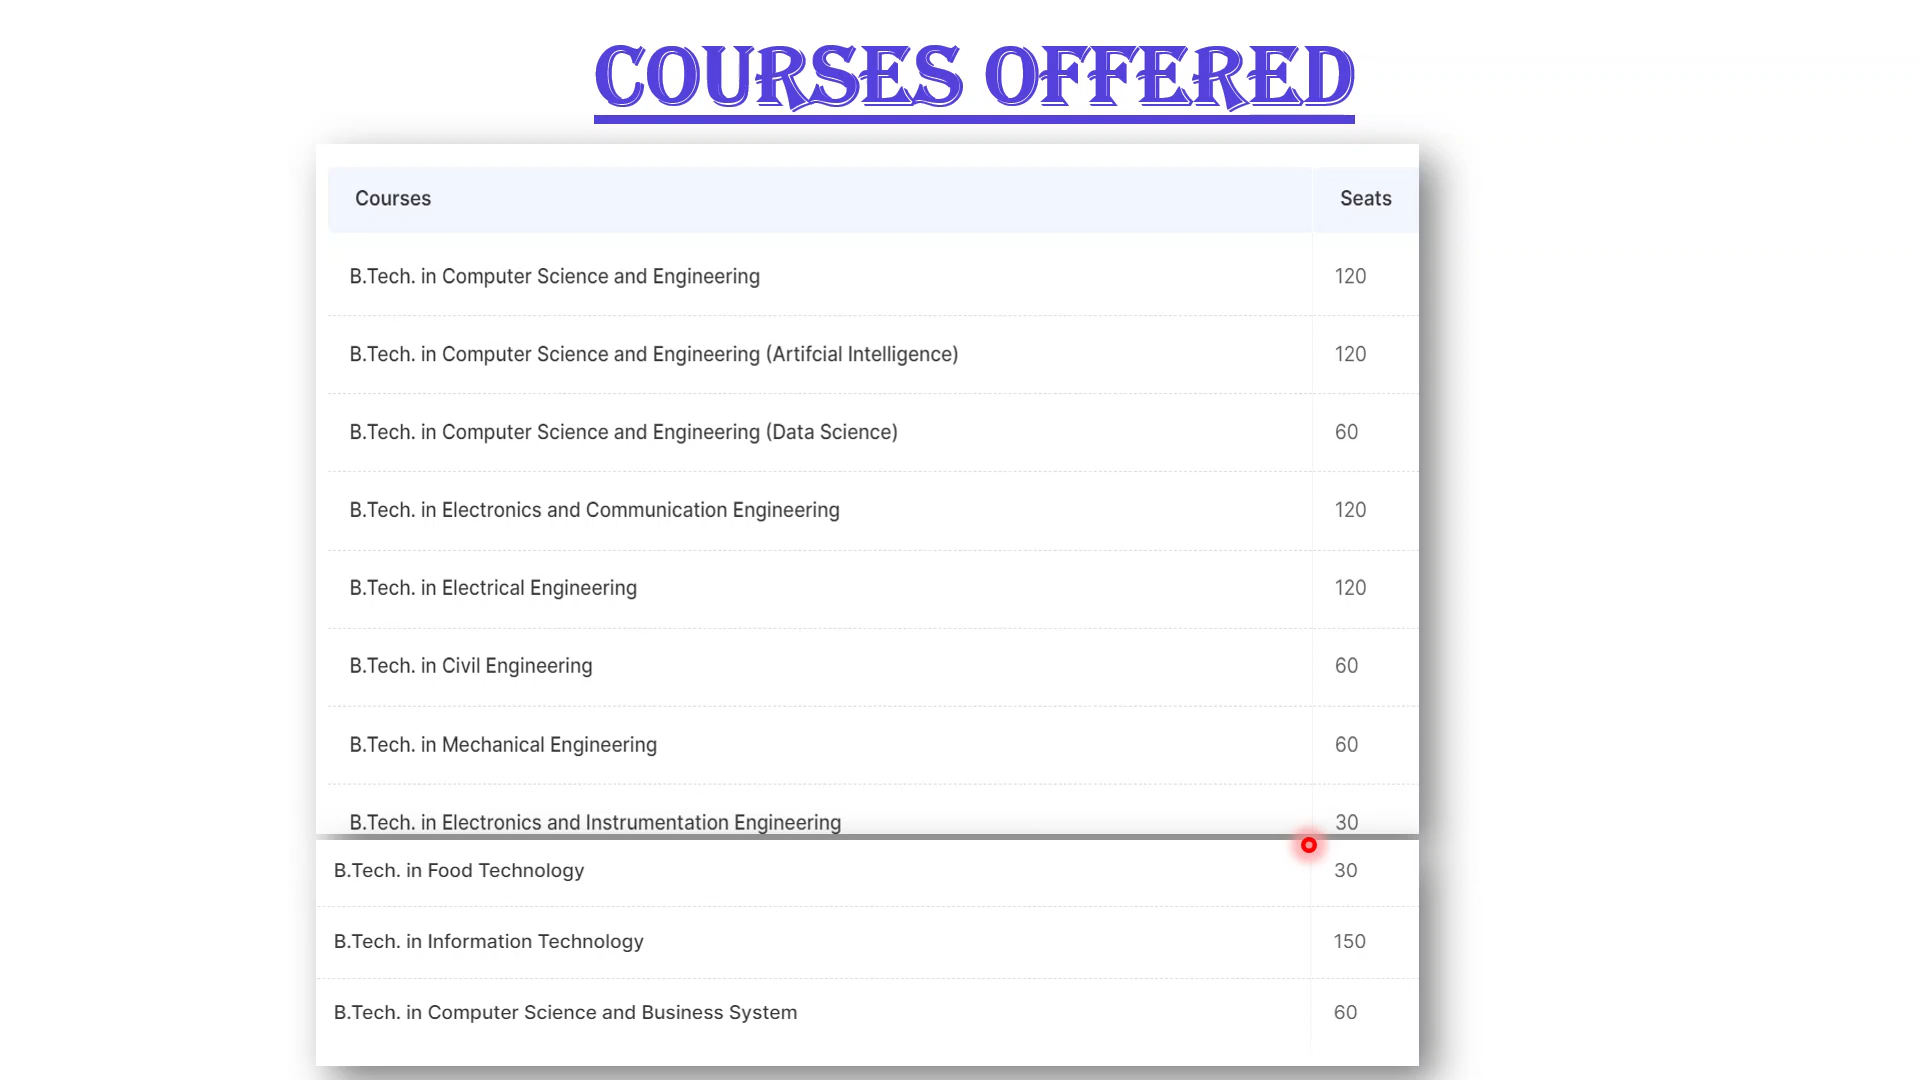 COURSES OFFERED
Courses Seats
B.Tech. in Computer Science and Engineering 120
B.Tech. in Computer Science and Engineering (Artifcial Intelligence) 120
B.Tech. in Computer Science and Engineering (Data Science) 60
B.Tech. in Electronics and Communication Engineering 120
B.Tech. in Electrical Engineering 120
B.Tech. in Civil Engineering 60
B.Tech. in Mechanical Engineering 60
B.Tech. in Electronics and Instrumentation Engineering 30
B.Tech. in Food Technology 30
B.Tech. in Information Technology 150
B.Tech. in Computer Science and Business System 60